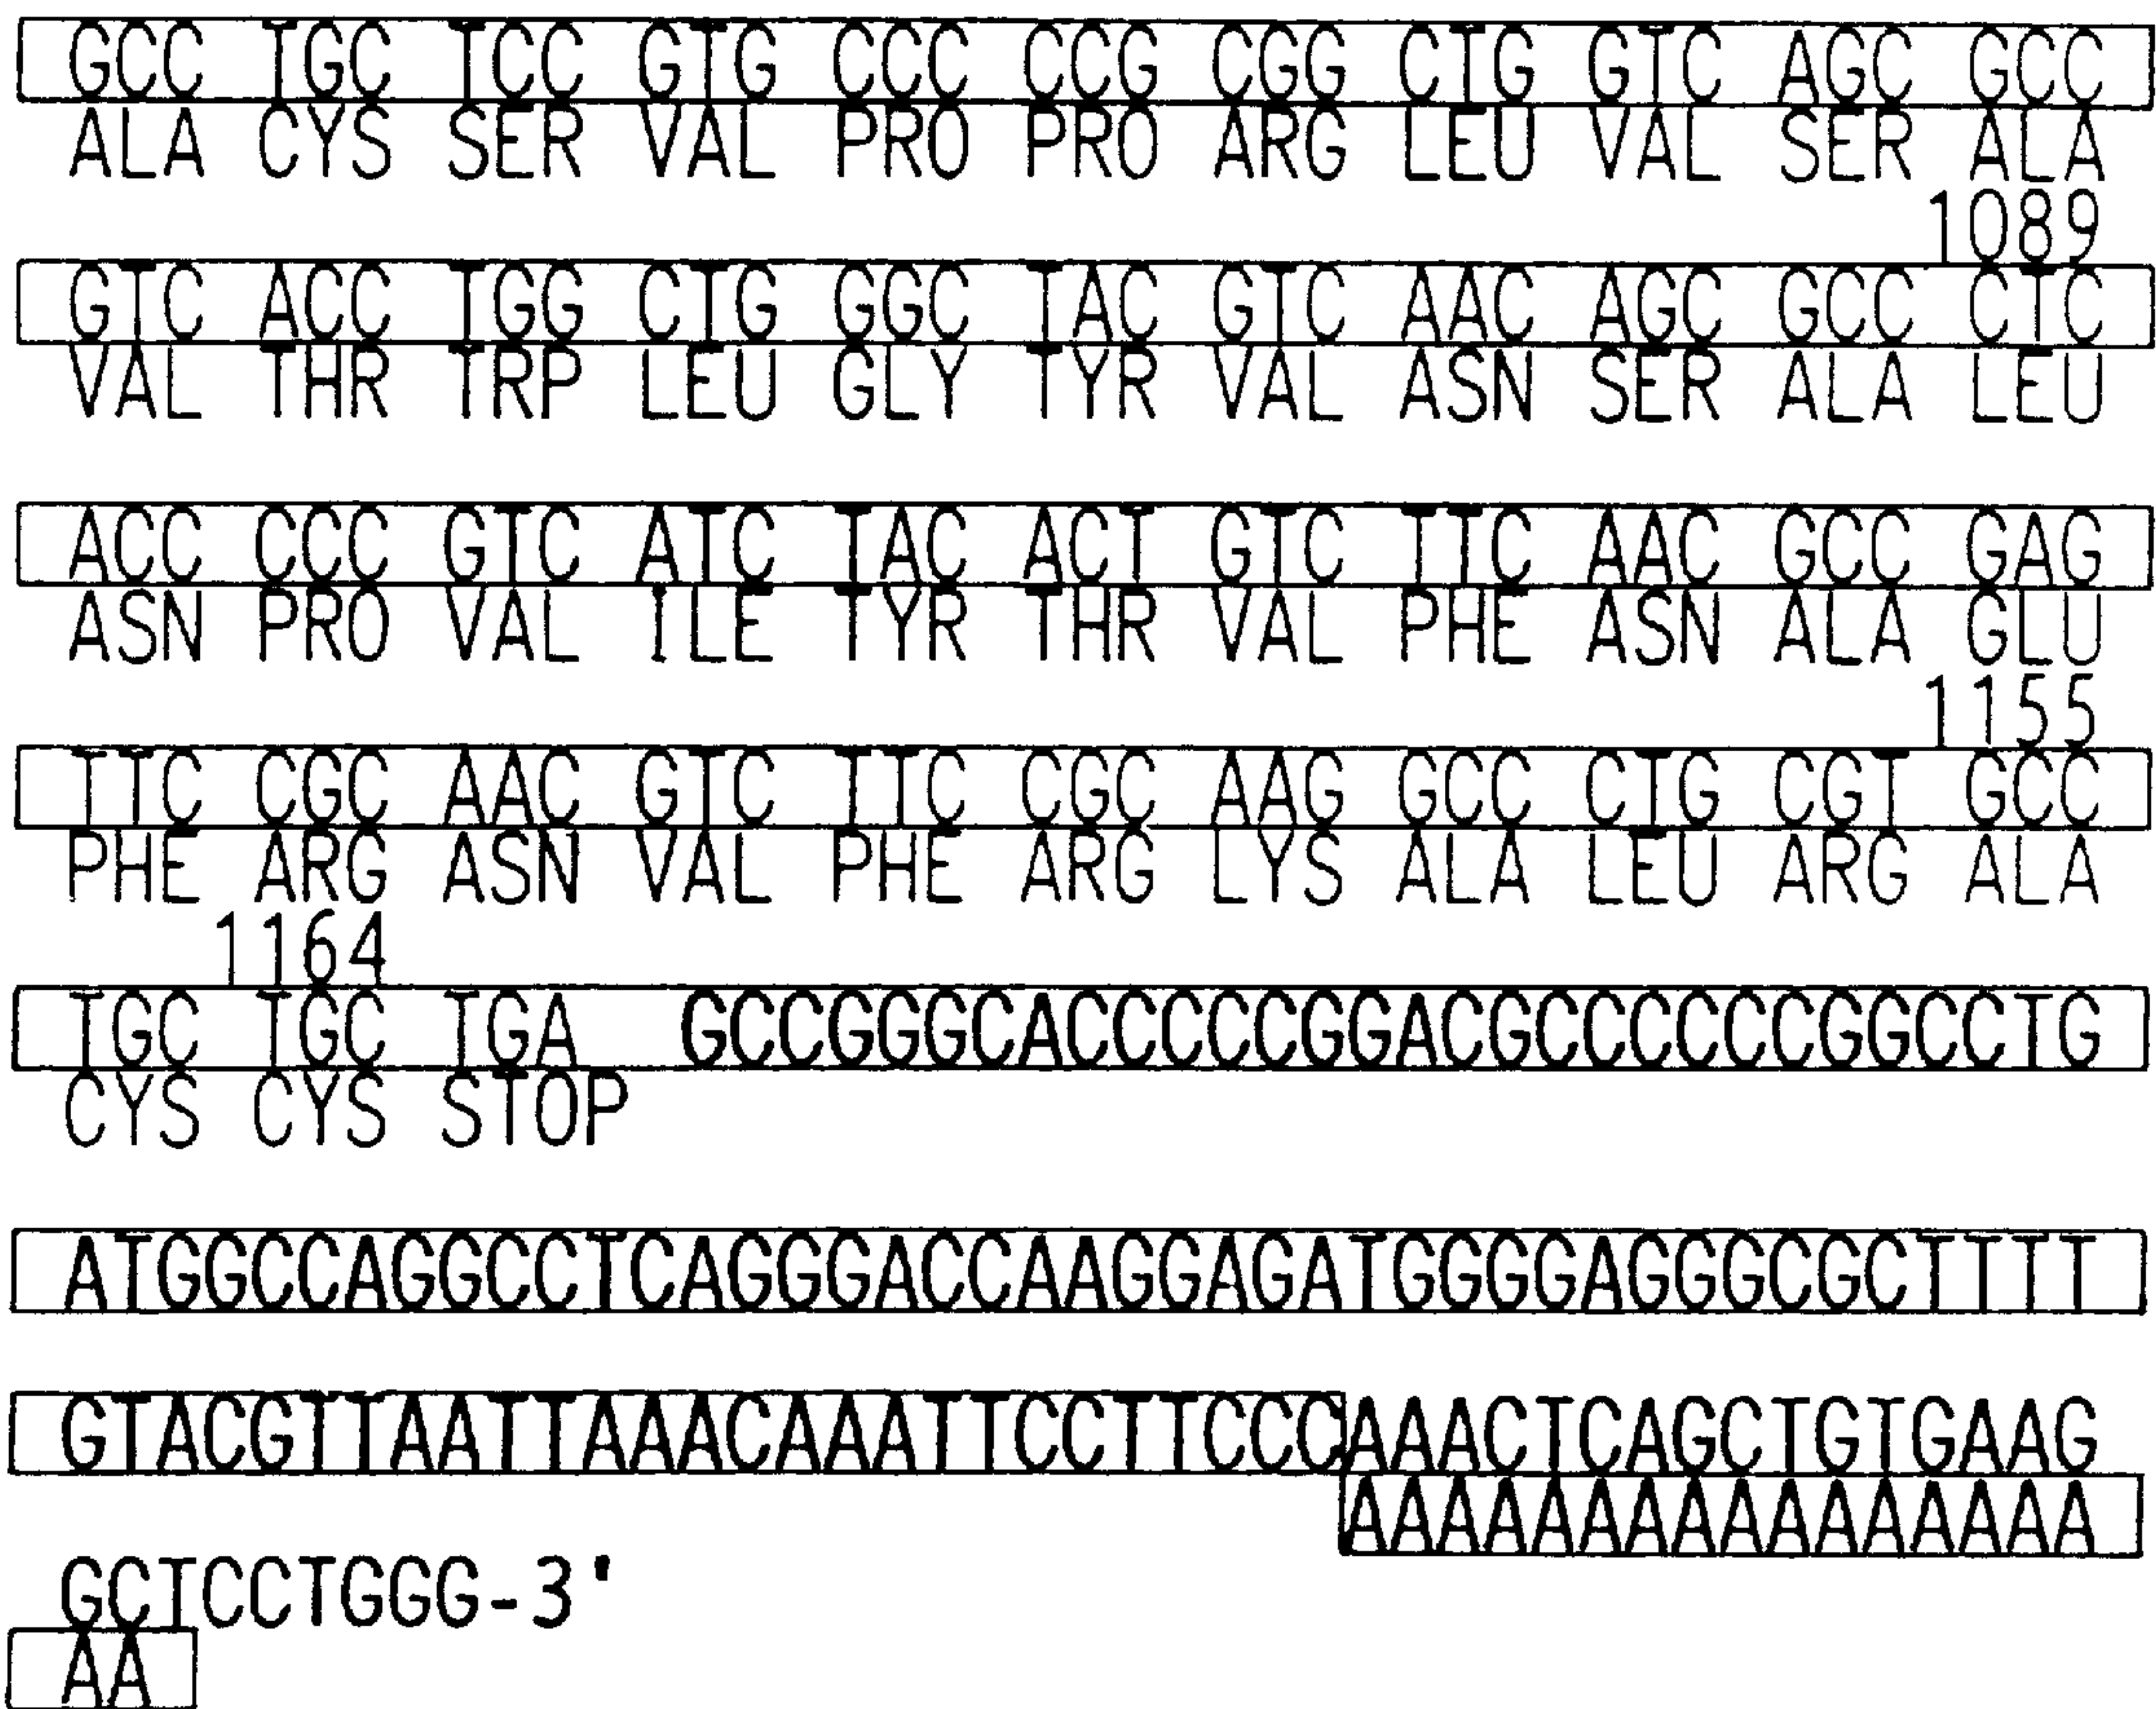 GCC TGC TCC GTG CCC CCG CGG CTG GTC AGC GCC
ALA CYS SER VAL PRO PRO ARG LEU VAL SER ALA
1089
GTC ACC TGG CTG GGC TAC GTC AAC AGC GCC CTC
VAL THR TRP LEU GLY TYR VAL ASN SER ALA LEU
ACC CCC GTC ATC TAC ACT GTC TTC AAC GCC GAG
ASN PRO VAL ILE TYR THR VAL PHE ASN ALA GLU
1155
TTC CGC AAC GTC TTC CGC AAG GCC CTG CGT GCC
PHE ARG ASN VAL PHE ARG LYS ALA LEU ARG ALA
1164
TGC TGC TGA GCCGGGCACCCCCGGACGCCCCCCGGCCTG
CYS CYS STOP
ATGGCCAGGCCTCAGGGACCAAGGAGATGGGGAGGGCGCTTTT
GTACGTTAATTAAACAAATTCCTTCCCAAACTCAGCTGTGAAG
AAAAAAAAAAAAAAAA
GCTCCTGGG-3'
AA